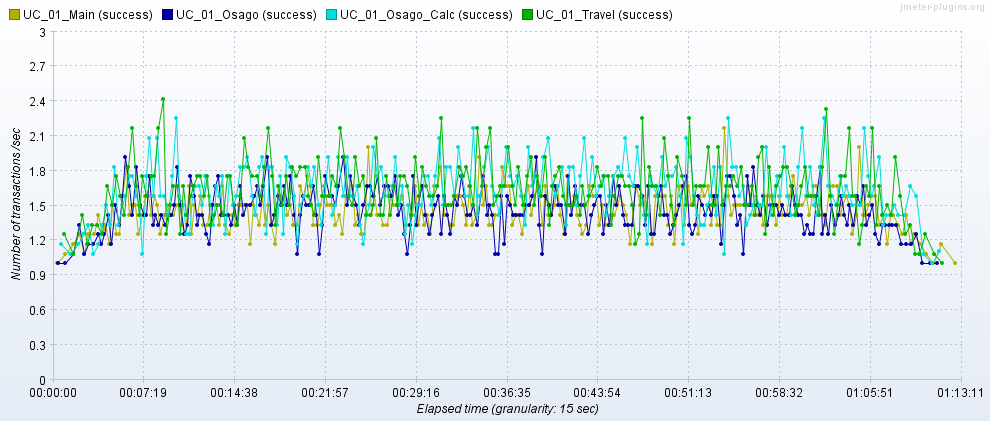 jmeter-plugins.org
UC_01_Main (success) UC_01_Osago (success) UC_01_Osago_Calc (success) UC_01_Travel (success)
Number of transactions /sec
3
2.7
2.4
2.1
1.8
1.5
1.2
0.9
0.6
0.3
0
00:00:00 00:07:19 00:14:38 00:21:57 00:29:16 00:36:35 00:43:54 00:51:13 00:58:32 01:05:51 01:13:11
Elapsed time (granularity: 15 sec)